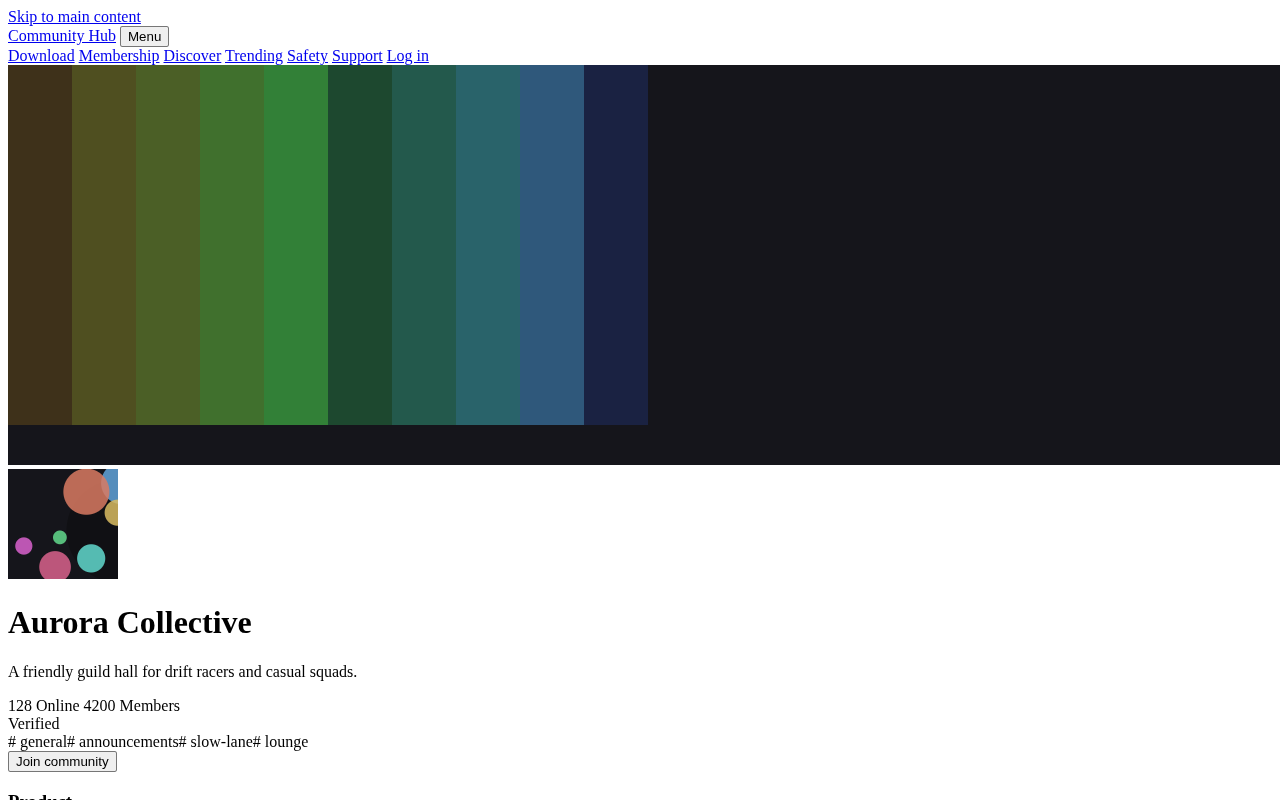 Skip to main content
Community Hub Menu
Download Membership Discover Trending Safety Support Log in
Aurora Collective
A friendly guild hall for drift racers and casual squads.
128 Online 4200 Members
Verified
# general# announcements# slow-lane# lounge
Join community
Product